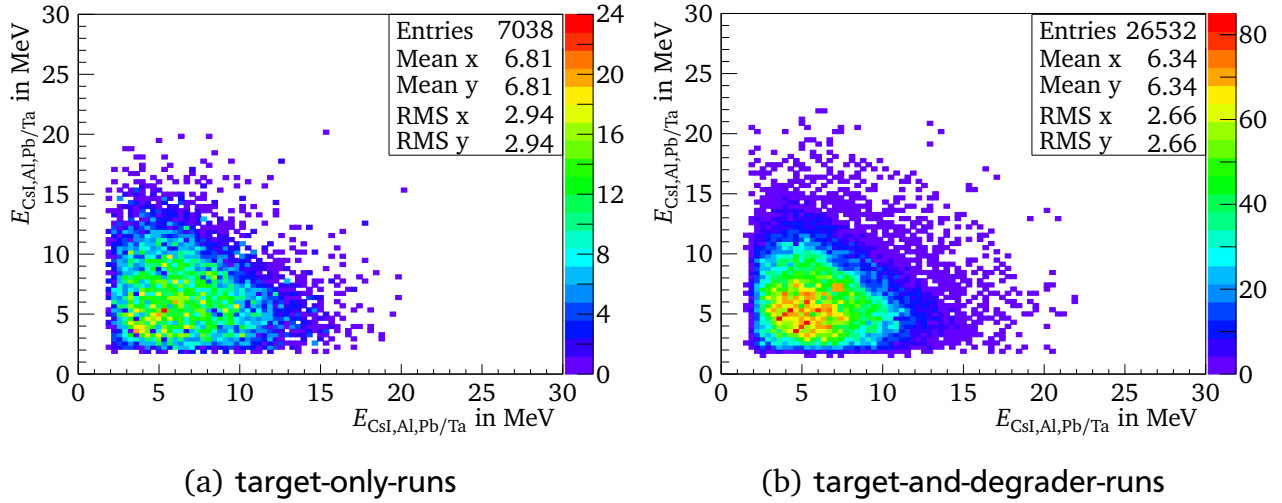 E_CsI,Al,Pb/Ta in MeV
30
25
20
15
10
5
0
0 5 10 15 20 25 30
E_CsI,Al,Pb/Ta in MeV
Entries 7038
Mean x 6.81
Mean y 6.81
RMS x 2.94
RMS y 2.94
24
20
16
12
8
4
0
(a) target-only-runs
E_CsI,Al,Pb/Ta in MeV
30
25
20
15
10
5
0
0 5 10 15 20 25 30
E_CsI,Al,Pb/Ta in MeV
Entries 26532
Mean x 6.34
Mean y 6.34
RMS x 2.66
RMS y 2.66
80
60
40
20
0
(b) target-and-degrader-runs